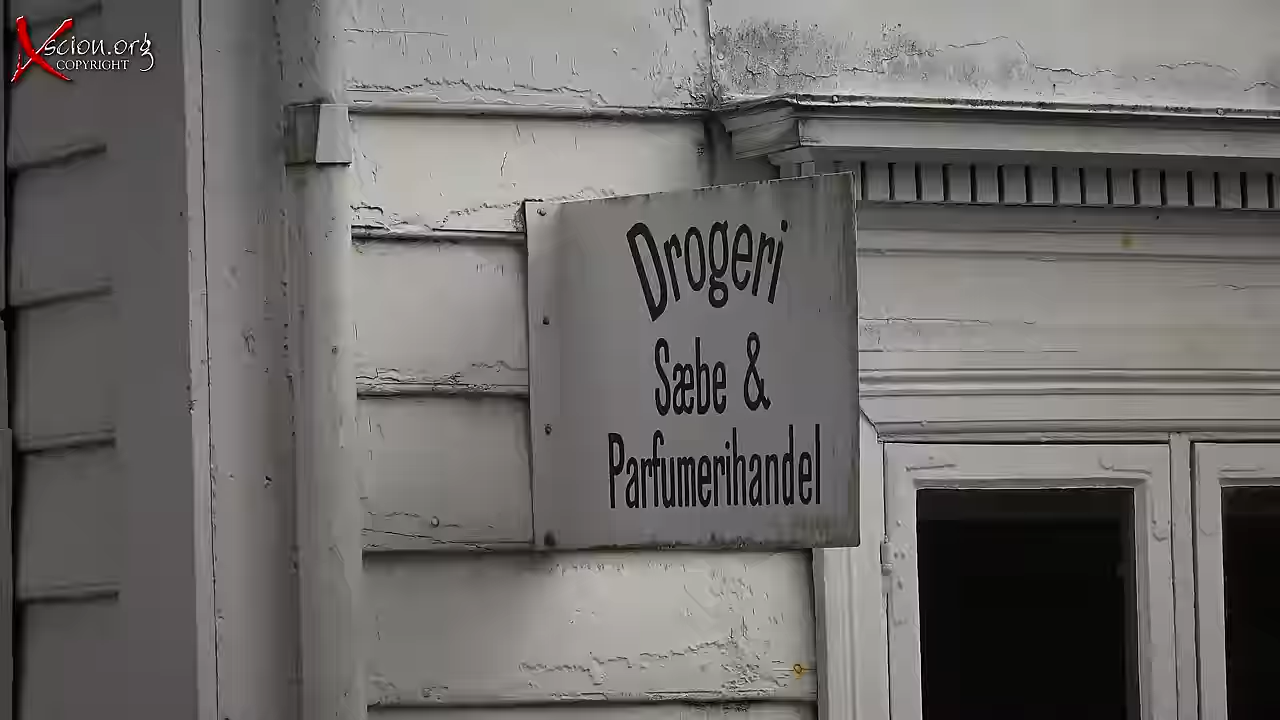 Xscion.org
COPYRIGHT
Drogeri
Sæbe &
Parfumerihandel